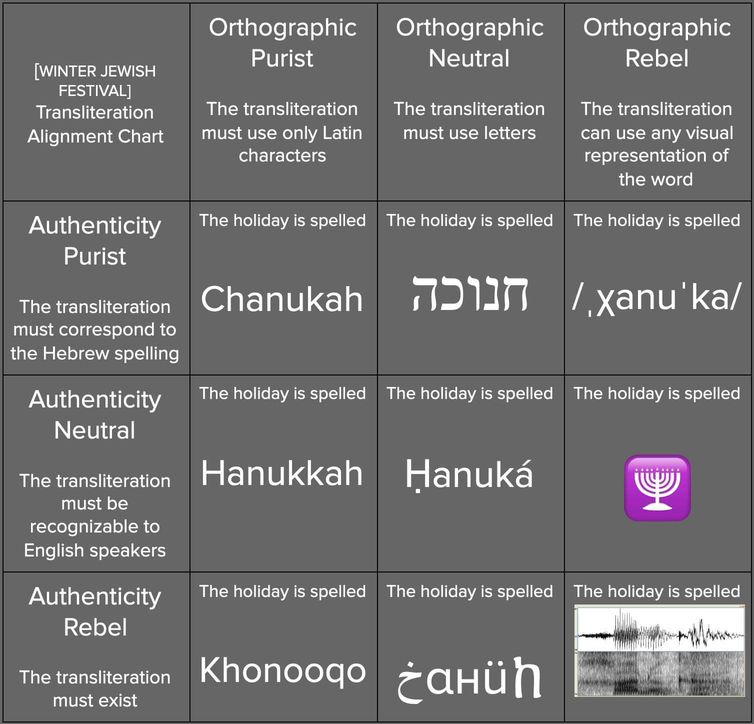 [WINTER JEWISH
FESTIVAL]
Transliteration
Alignment Chart
Orthographic
Purist
The transliteration
must use only Latin
characters
Orthographic
Neutral
The transliteration
must use letters
Orthographic
Rebel
The transliteration
can use any visual
representation of
the word
Authenticity
Purist
The transliteration
must correspond to
the Hebrew spelling
The holiday is spelled
Chanukah
The holiday is spelled
חנוכה
The holiday is spelled
/ˌχanuˈka/
Authenticity
Neutral
The transliteration
must be
recognizable to
English speakers
The holiday is spelled
Hanukkah
The holiday is spelled
Ḥanuká
The holiday is spelled
Authenticity
Rebel
The transliteration
must exist
The holiday is spelled
Khonooqo
The holiday is spelled
خɑнüከ
The holiday is spelled